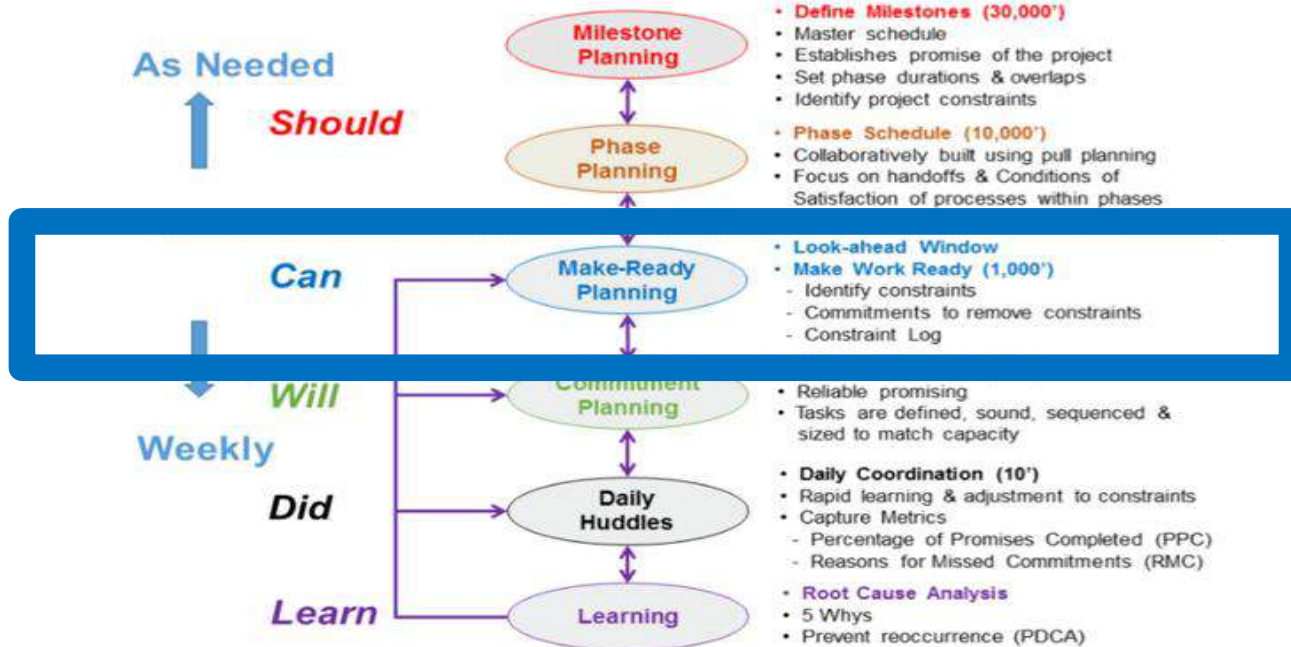 As Needed
Should
Milestone
Planning
• Define Milestones (30,000’)
• Master schedule
• Establishes promise of the project
• Set phase durations & overlaps
• Identify project constraints
Phase
Planning
• Phase Schedule (10,000’)
• Collaboratively built using pull planning
• Focus on handoffs & Conditions of
Satisfaction of processes within phases
Can
Make-Ready
Planning
• Look-ahead Window
• Make Work Ready (1,000’)
- Identify constraints
- Commitments to remove constraints
- Constraint Log
Will
Weekly
Commitment
Planning
• Reliable promising
• Tasks are defined, sound, sequenced &
sized to match capacity
Did
Daily
Huddles
• Daily Coordination (10’)
• Rapid learning & adjustment to constraints
• Capture Metrics
- Percentage of Promises Completed (PPC)
- Reasons for Missed Commitments (RMC)
Learn
Learning
• Root Cause Analysis
• 5 Whys
• Prevent reoccurrence (PDCA)